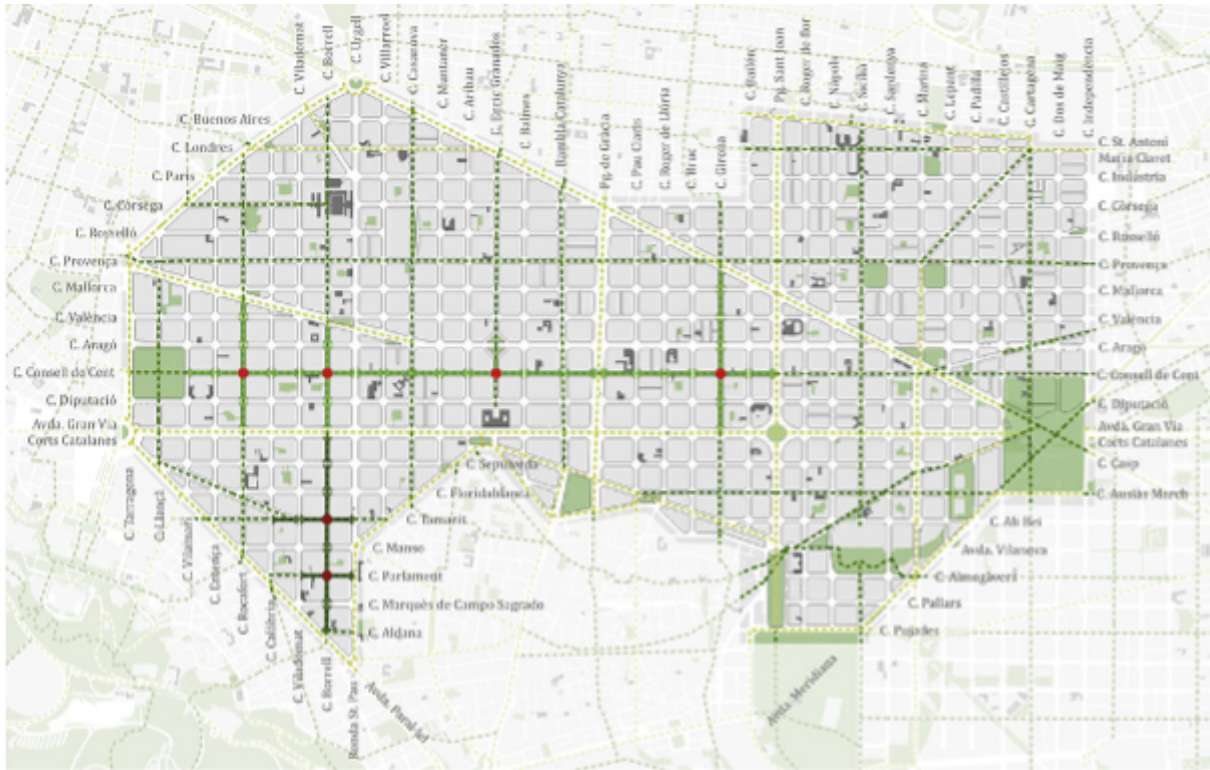 C. Viladomat
C. Borrell
C. Urgell
C. Villarroel
C. Casanova
C. Muntaner
C. Aribau
C. Enric Granados
C. Balmes
Rambla Catalunya
Pg. de Gràcia
C. Pau Claris
C. Roger de Llúria
C. Bruc
C. Girona
C. Bailén
Pg. Sant Joan
C. Roger de flor
C. Nàpols
C. Sicília
C. Sardenya
C. Marina
C. Lepant
C. Padilla
C. Castillejos
C. Cartagena
C. Dos de Maig
C. Independència
C. Buenos Aires
C. Londres
C. París
C. Còrsega
C. Rosselló
C. Provença
C. Mallorca
C. València
C. Aragó
C. Consell de Cent
C. Diputació
Avda. Gran Via
Corts Catalanes
C. St. Antoni
Maria Claret
C. Indústria
C. Còrsega
C. Rosselló
C. Provença
C. Mallorca
C. València
C. Aragó
C. Consell de Cent
C. Diputació
Avda. Gran Via
Corts Catalanes
C. Casp
C. Ausiàs March
C. Ali Bei
Avda. Vilanova
C. Almogàvers
C. Pallars
C. Pujades
Avda. Meridiana
C. Sepúlveda
C. Floridablanca
C. Tamarit
C. Manso
C. Parlament
C. Marquès de Campo Sagrado
C. Aldana
C. Tarragona
C. Llançà
C. Vilamarí
C. Entença
C. Rocafort
C. Calàbria
C. Viladomat
C. Borrell
Ronda St. Pau
Avda. Paral·lel